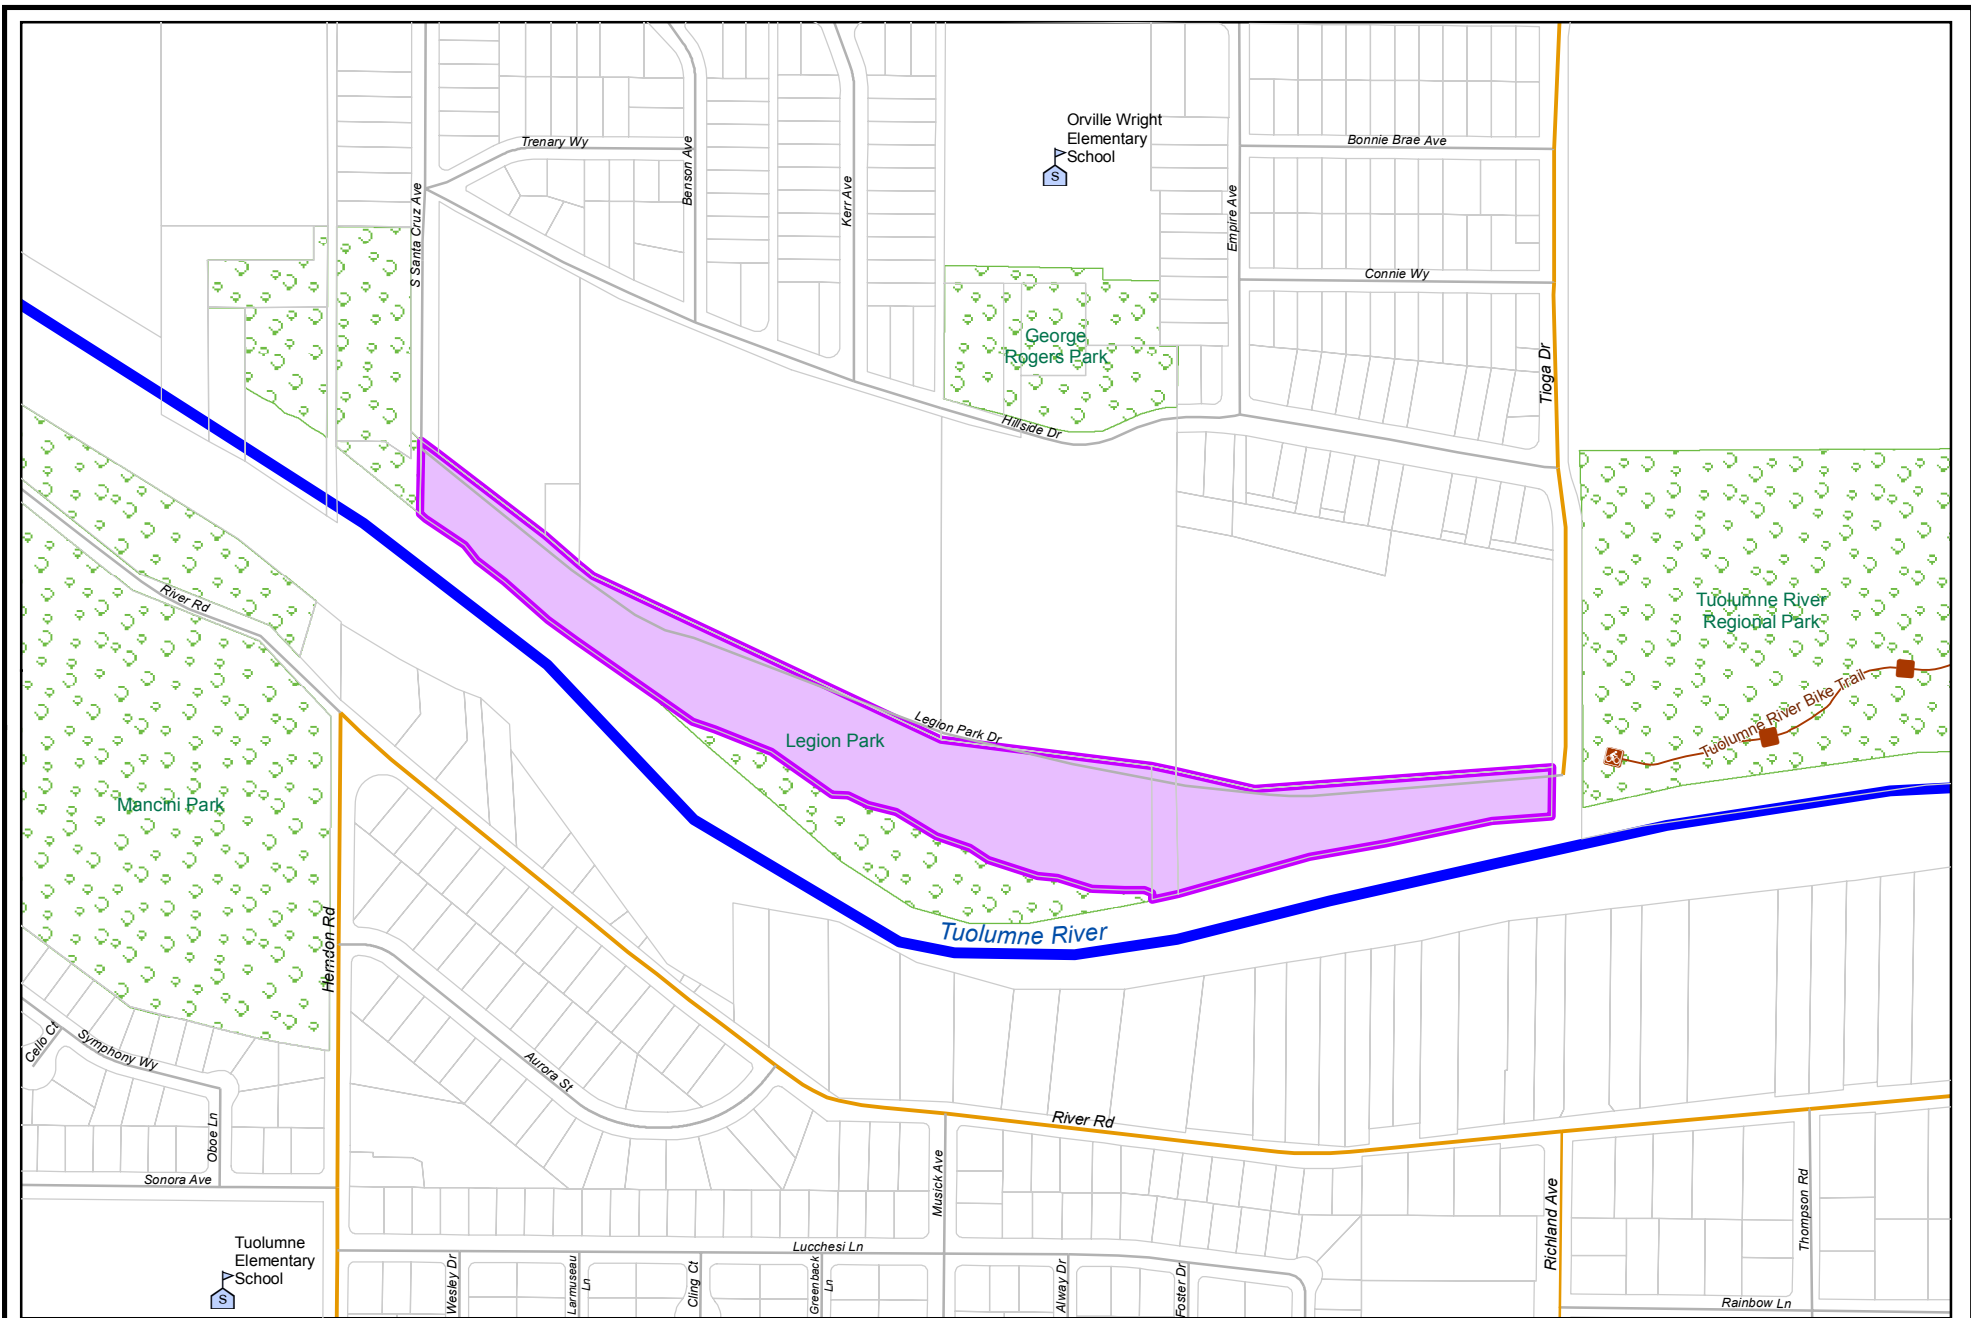 Orville Wright
Elementary
School
S
Trenary Wy
Benson Ave
Kerr Ave
S Santa Cruz Ave
Empire Ave
Bonnie Brae Ave
Connie Wy
Tioga Dr
George
Rogers Park
Hillside Dr
River Rd
Tuolumne River
Regional Park
Tuolumne River Bike Trail
Legion Park Dr
Legion Park
Mancini Park
Herndon Rd
Tuolumne River
Cello Ct
Symphony Wy
Oboe Ln
Sonora Ave
Aurora St
River Rd
Musick Ave
Richland Ave
Thompson Rd
Tuolumne
Elementary
School
S
Lucchesi Ln
Wesley Dr
Larmuseau
Ln
Cling Ct
Greenback
Ln
Alway Dr
Foster Dr
Rainbow Ln